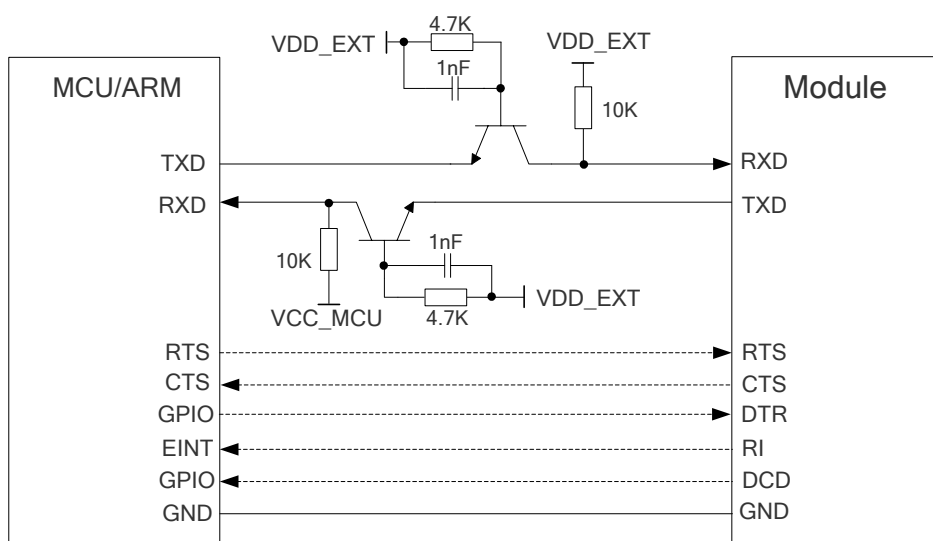 4.7K
VDD_EXT
VDD_EXT
1nF
MCU/ARM
Module
10K
TXD
RXD
RXD
TXD
1nF
10K
VDD_EXT
VCC_MCU
4.7K
RTS
RTS
CTS
CTS
GPIO
DTR
EINT
RI
GPIO
DCD
GND
GND